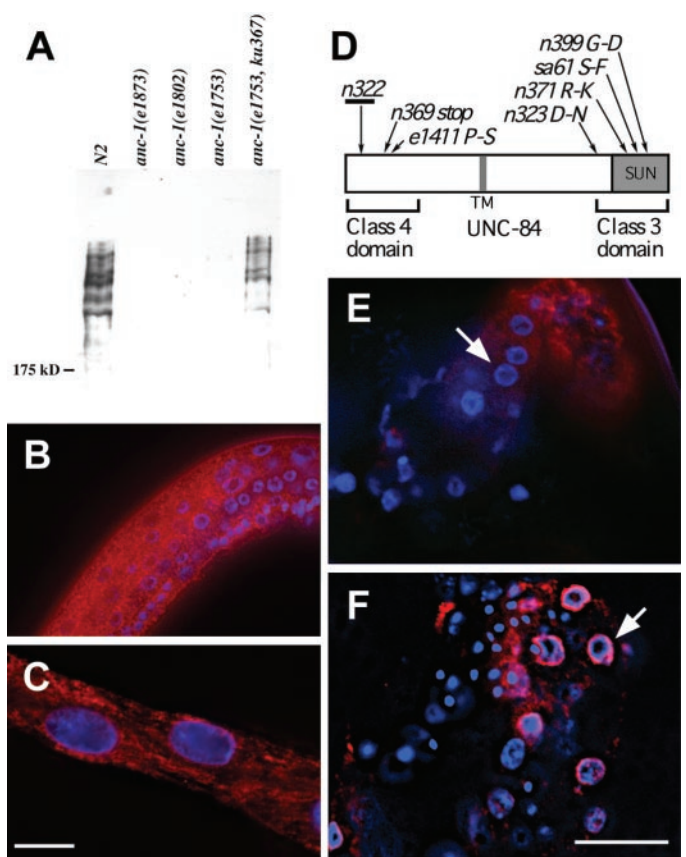 A
N2
anc-1(e1873)
anc-1(e1802)
anc-1(e1753)
anc-1(e1753, ku367)
175 kD
B
C
D
n399 G-D
sa61 S-F
n371 R-K
n323 D-N
n322
n369 stop
e1411 P-S
SUN
TM
Class 4
domain
UNC-84
Class 3
domain
E
F